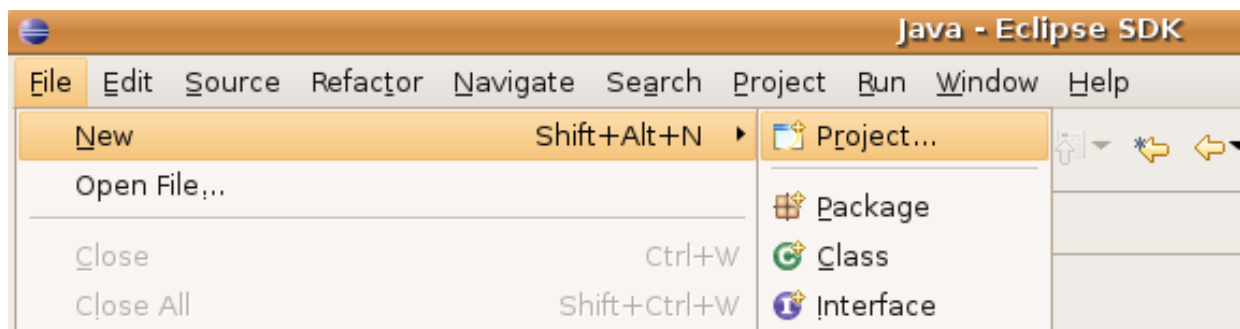 Java - Eclipse SDK
File Edit Source Refactor Navigate Search Project Run Window Help
New Shift+Alt+N
Open File...
Close Ctrl+W
Close All Shift+Ctrl+W
Project...
Package
Class
Interface